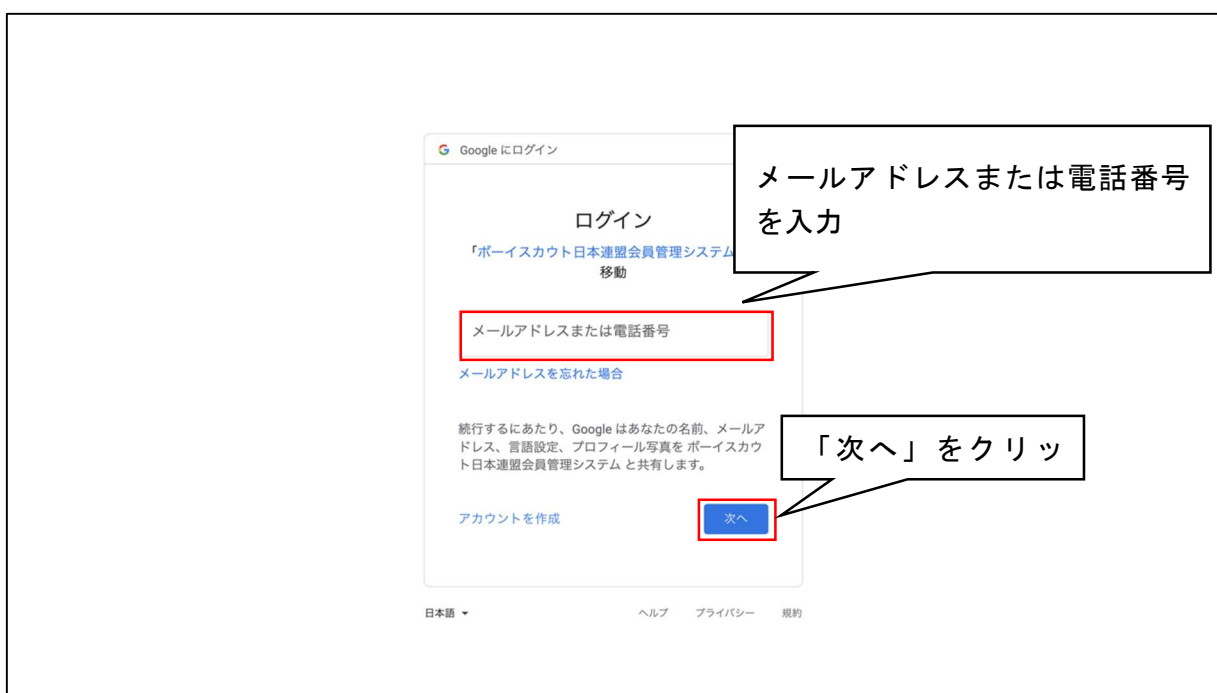 Google にログイン
メールアドレスまたは電話番号
を入力
ログイン
「ボーイスカウト日本連盟会員管理システム
移動
メールアドレスまたは電話番号
メールアドレスを忘れた場合
続行するにあたり、Google はあなたの名前、メールア
ドレス、言語設定、プロフィール写真を ボーイスカウ
ト日本連盟会員管理システム と共有します。
「次へ」をクリッ
アカウントを作成
次へ
日本語
ヘルプ プライバシー 規約